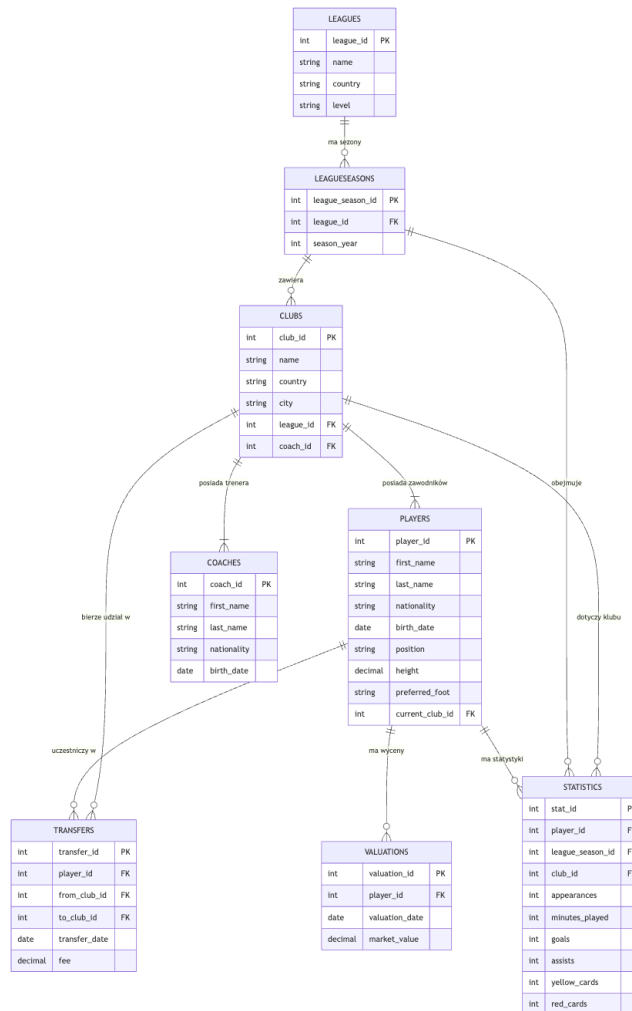 LEAGUES
int league_id PK
string name
string country
string level
ma sezony
LEAGUESEASONS
int league_season_id PK
int league_id FK
int season_year
zawiera
CLUBS
int club_id PK
string name
string country
string city
int league_id FK
int coach_id FK
posiada trenera
posiada zawodników
obejmuje
PLAYERS
int player_id PK
string first_name
string last_name
string nationality
date birth_date
string position
decimal height
string preferred_foot
int current_club_id FK
COACHES
int coach_id PK
string first_name
string last_name
string nationality
date birth_date
bierze udział w
dotyczy klubu
uczestniczy w
ma wyceny
ma statystyki
STATISTICS
int stat_id P
int player_id F
int league_season_id F
int club_id F
int appearances
int minutes_played
int goals
int assists
int yellow_cards
int red_cards
TRANSFERS
int transfer_id PK
int player_id FK
int from_club_id FK
int to_club_id FK
date transfer_date
decimal fee
VALUATIONS
int valuation_id PK
int player_id FK
date valuation_date
decimal market_value